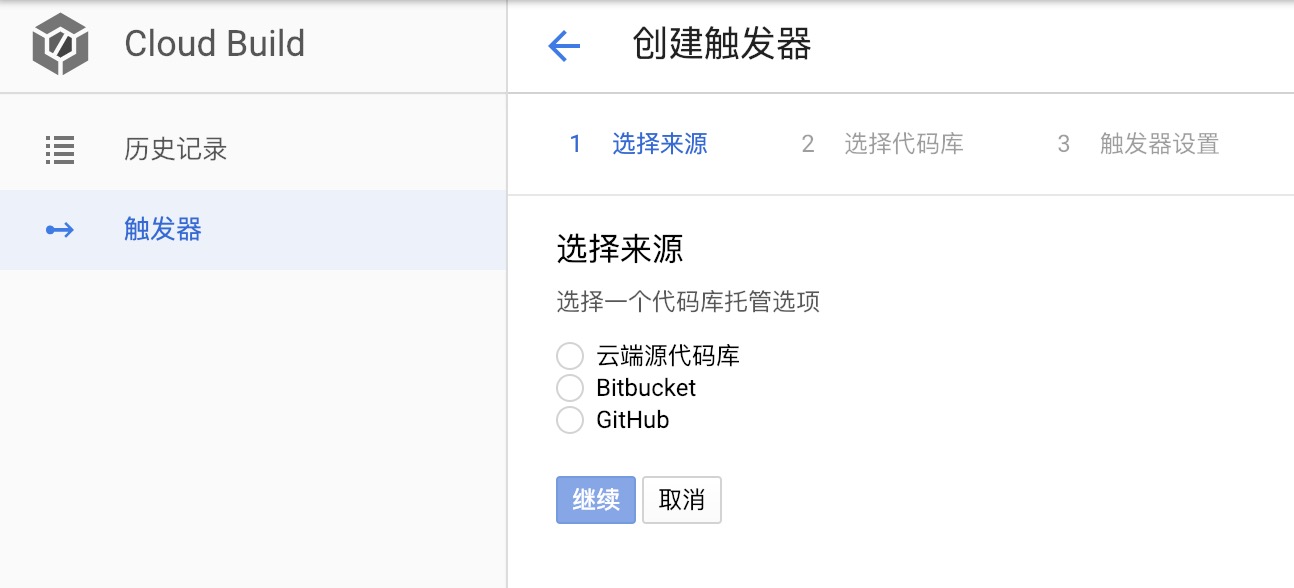 Cloud Build
创建触发器
历史记录
触发器
1 选择来源 2 选择代码库 3 触发器设置
选择来源
选择一个代码库托管选项
云端源代码库
Bitbucket
GitHub
继续 取消